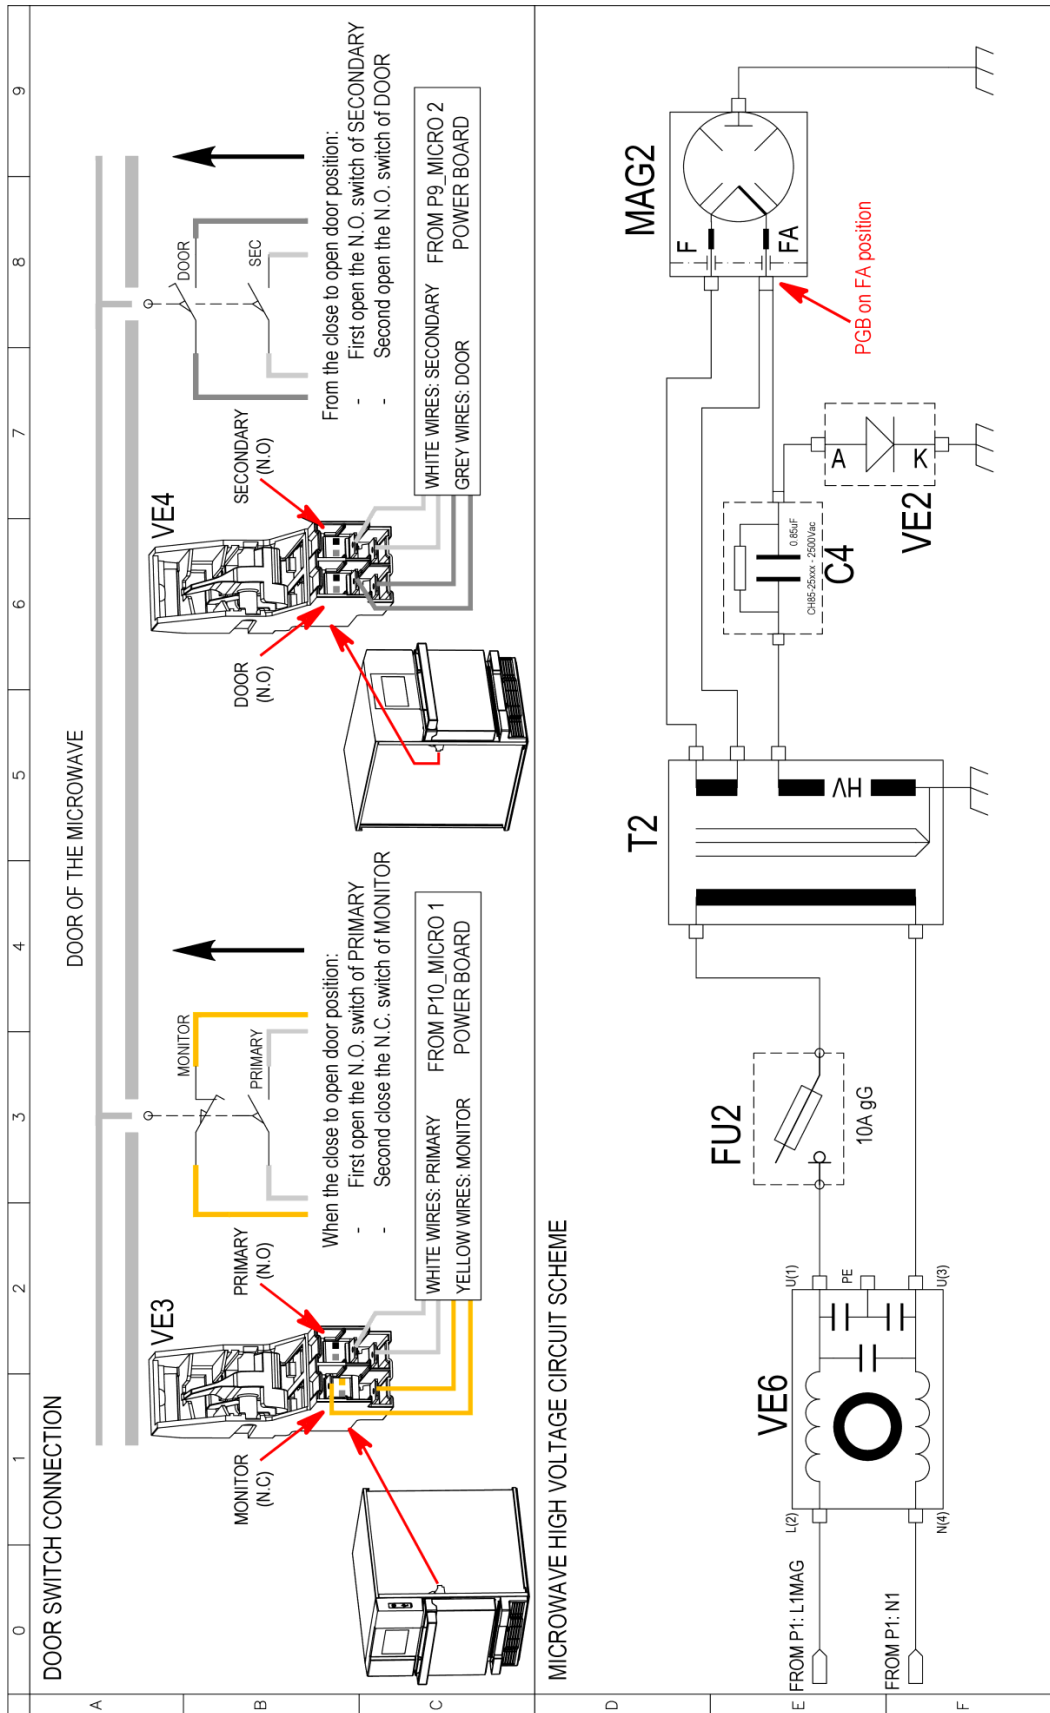 0 1 2 3 4 5 6 7 8 9
A
B
C
D
E
F
DOOR SWITCH CONNECTION
DOOR OF THE MICROWAVE
VE3
MONITOR
(N.C)
PRIMARY
(N.O)
MONITOR
PRIMARY
When the close to open door position:
- First open the N.O. switch of PRIMARY
- Second close the N.C. switch of MONITOR
WHITE WIRES: PRIMARY
YELLOW WIRES: MONITOR
FROM P10_MICRO 1
POWER BOARD
VE4
DOOR
(N.O)
SECONDARY
(N.O)
DOOR
SEC
From the close to open door position:
- First open the N.O. switch of SECONDARY
- Second open the N.O. switch of DOOR
WHITE WIRES: SECONDARY
GREY WIRES: DOOR
FROM P9_MICRO 2
POWER BOARD
MICROWAVE HIGH VOLTAGE CIRCUIT SCHEME
FROM P1: L1MAG
FROM P1: N1
L(2)
N(4)
VE6
U(1)
PE
U(3)
FU2
10A gG
T2
HV
C4
0.85uF
CH85-25xxx - 2500Vac
VE2
A
K
MAG2
F
FA
PGB on FA position